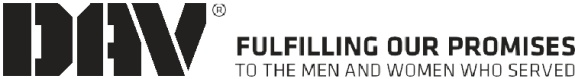 DAV®
FULFILLING OUR PROMISES
TO THE MEN AND WOMEN WHO SERVED